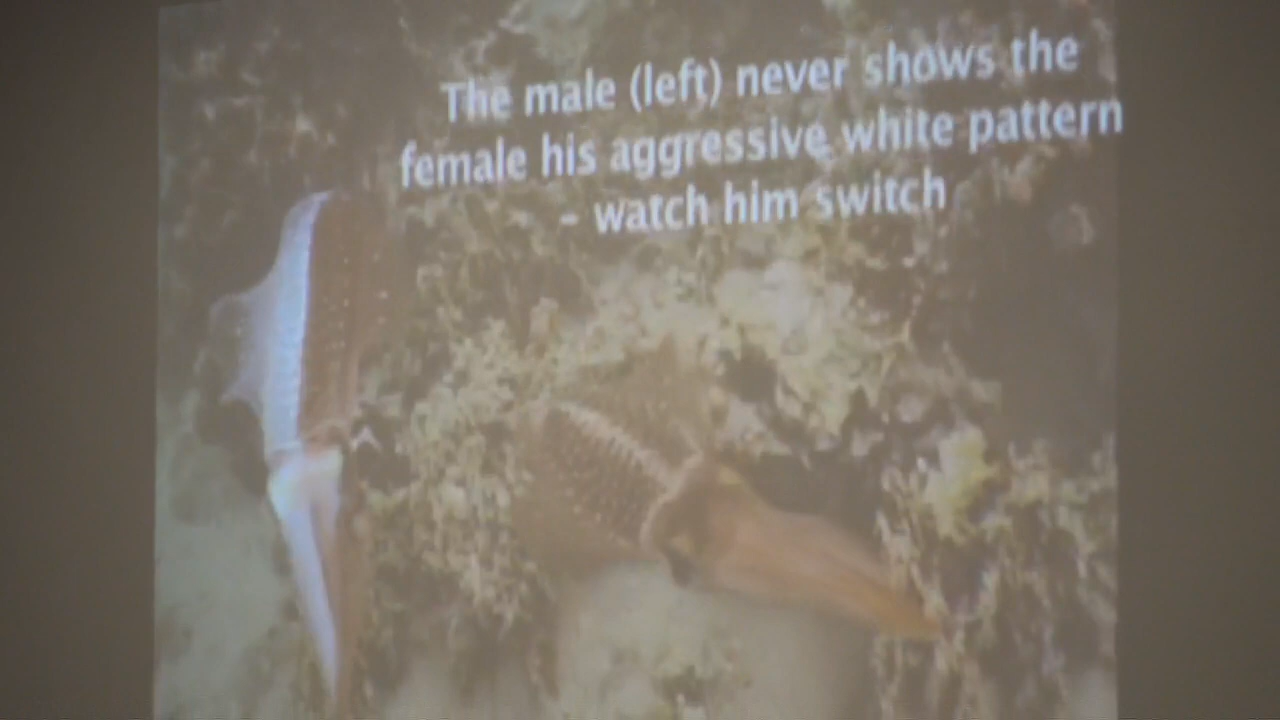 The male (left) never shows the
female his aggressive white pattern
- watch him switch